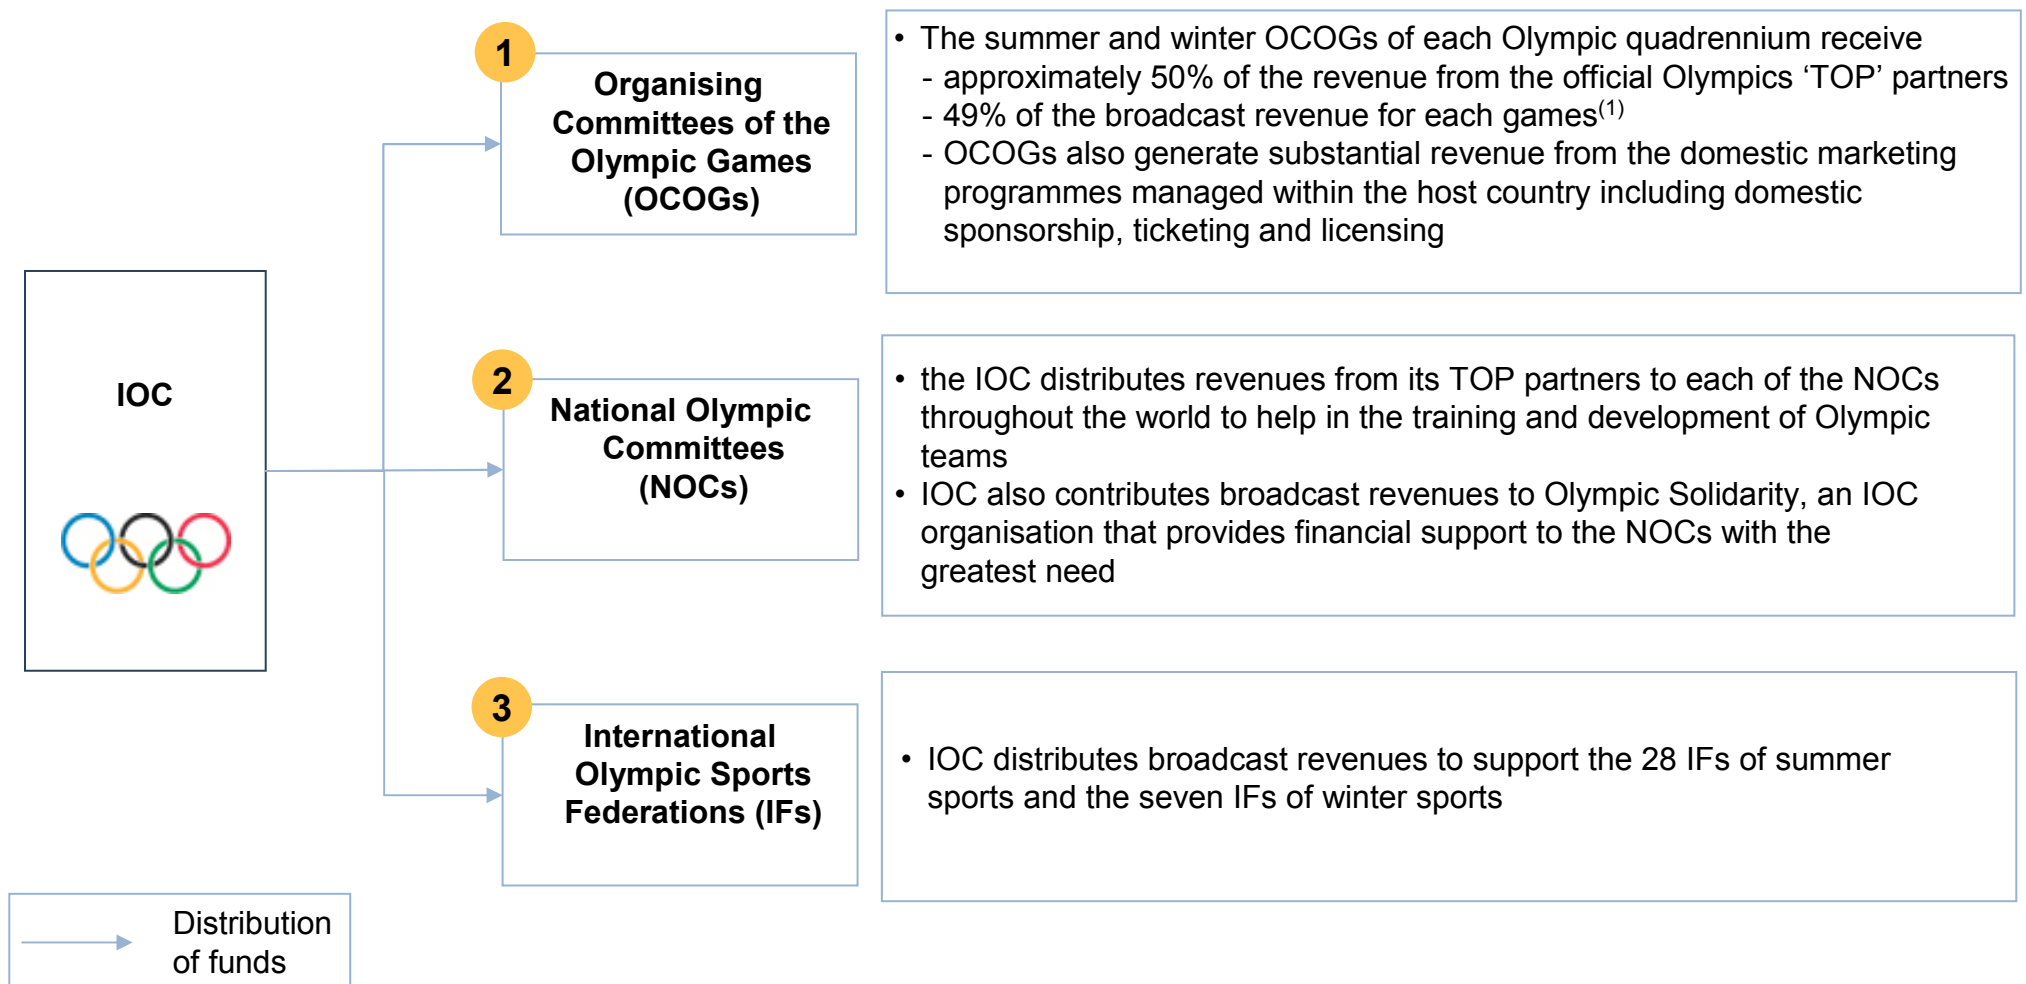 1
Organising
Committees of the
Olympic Games
(OCOGs)
• The summer and winter OCOGs of each Olympic quadrennium receive
- approximately 50% of the revenue from the official Olympics ‘TOP’ partners
- 49% of the broadcast revenue for each games(1)
- OCOGs also generate substantial revenue from the domestic marketing
programmes managed within the host country including domestic
sponsorship, ticketing and licensing
IOC
2
National Olympic
Committees
(NOCs)
• the IOC distributes revenues from its TOP partners to each of the NOCs
throughout the world to help in the training and development of Olympic
teams
• IOC also contributes broadcast revenues to Olympic Solidarity, an IOC
organisation that provides financial support to the NOCs with the
greatest need
3
International
Olympic Sports
Federations (IFs)
• IOC distributes broadcast revenues to support the 28 IFs of summer
sports and the seven IFs of winter sports
Distribution
of funds